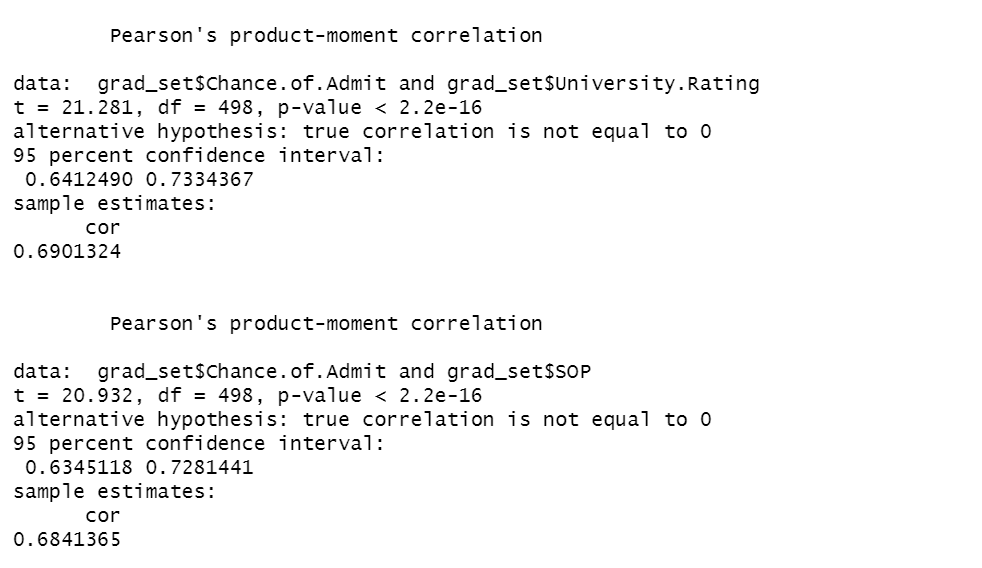 Pearson's product-moment correlation
data:  grad_set$Chance.of.Admit and grad_set$University.Rating
t = 21.281, df = 498, p-value < 2.2e-16
alternative hypothesis: true correlation is not equal to 0
95 percent confidence interval:
 0.6412490 0.7334367
sample estimates:
      cor
0.6901324
Pearson's product-moment correlation
data:  grad_set$Chance.of.Admit and grad_set$SOP
t = 20.932, df = 498, p-value < 2.2e-16
alternative hypothesis: true correlation is not equal to 0
95 percent confidence interval:
 0.6345118 0.7281441
sample estimates:
      cor
0.6841365